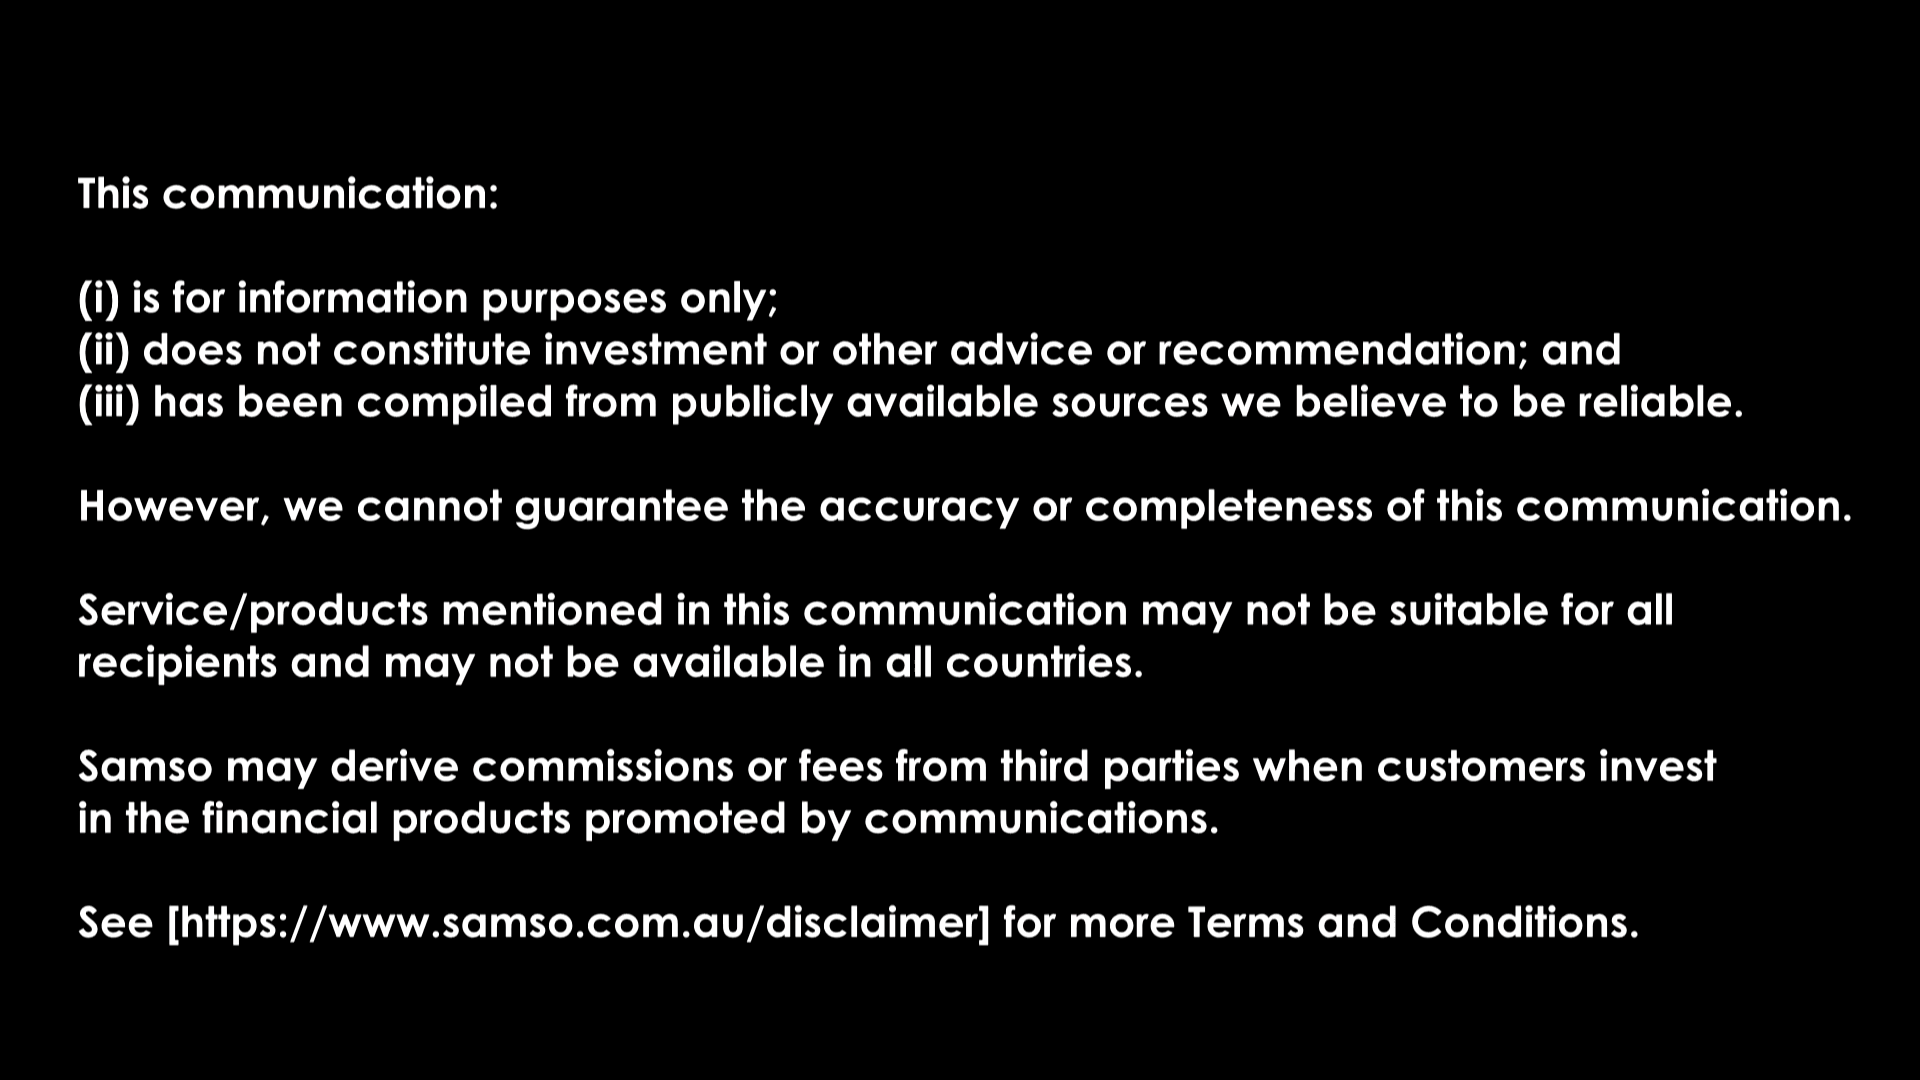 This communication:
(i) is for information purposes only;
(ii) does not constitute investment or other advice or recommendation; and
(iii) has been compiled from publicly available sources we believe to be reliable.
However, we cannot guarantee the accuracy or completeness of this communication.
Service/products mentioned in this communication may not be suitable for all
recipients and may not be available in all countries.
Samso may derive commissions or fees from third parties when customers invest
in the financial products promoted by communications.
See [https://www.samso.com.au/disclaimer] for more Terms and Conditions.